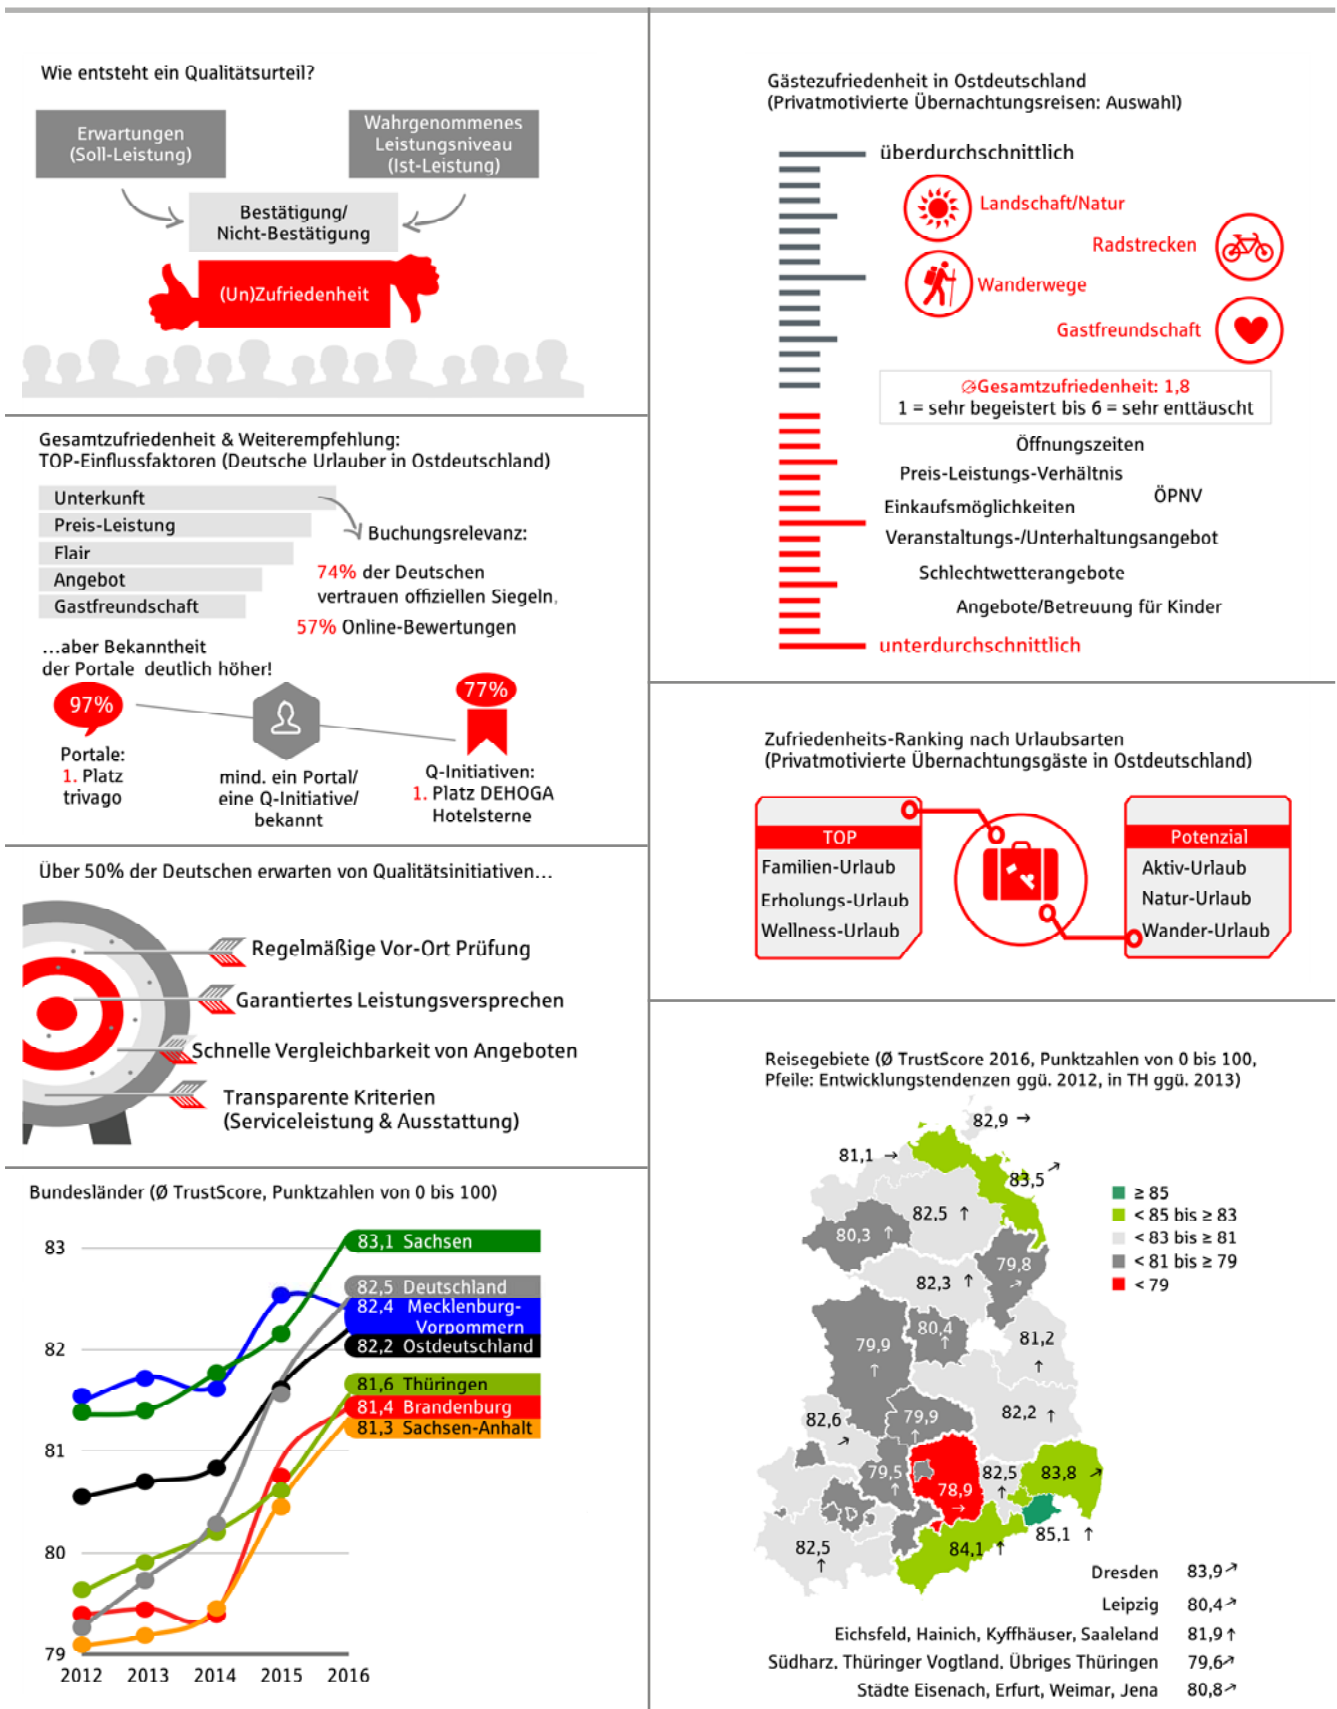 Wie entsteht ein Qualitätsurteil?
Erwartungen
(Soll-Leistung)
Wahrgenommenes
Leistungsniveau
(Ist-Leistung)
Bestätigung/
Nicht-Bestätigung
(Un)Zufriedenheit
Gesamtzufriedenheit & Weiterempfehlung:
TOP-Einflussfaktoren (Deutsche Urlauber in Ostdeutschland)
Unterkunft
Preis-Leistung
Flair
Angebot
Gastfreundschaft
Buchungsrelevanz:
74% der Deutschen
vertrauen offiziellen Siegeln,
57% Online-Bewertungen
...aber Bekanntheit
der Portale deutlich höher!
97%
Portale:
1. Platz
trivago
mind. ein Portal/
eine Q-Initiative/
bekannt
77%
Q-Initiativen:
1. Platz DEHOGA
Hotelsterne
Über 50% der Deutschen erwarten von Qualitätsinitiativen...
Regelmäßige Vor-Ort Prüfung
Garantiertes Leistungsversprechen
Schnelle Vergleichbarkeit von Angeboten
Transparente Kriterien
(Serviceleistung & Ausstattung)
Bundesländer (Ø TrustScore, Punktzahlen von 0 bis 100)
83
82
81
80
79
2012 2013 2014 2015 2016
83,1 Sachsen
82,5 Deutschland
82,4 Mecklenburg-
Vorpommern
82,2 Ostdeutschland
81,6 Thüringen
81,4 Brandenburg
81,3 Sachsen-Anhalt
Gästezufriedenheit in Ostdeutschland
(Privatmotivierte Übernachtungsreisen: Auswahl)
überdurchschnittlich
Landschaft/Natur
Radstrecken
Wanderwege
Gastfreundschaft
ØGesamtzufriedenheit: 1,8
1 = sehr begeistert bis 6 = sehr enttäuscht
Öffnungszeiten
Preis-Leistungs-Verhältnis
ÖPNV
Einkaufsmöglichkeiten
Veranstaltungs-/Unterhaltungsangebot
Schlechtwetterangebote
Angebote/Betreuung für Kinder
unterdurchschnittlich
Zufriedenheits-Ranking nach Urlaubsarten
(Privatmotivierte Übernachtungsgäste in Ostdeutschland)
TOP
Familien-Urlaub
Erholungs-Urlaub
Wellness-Urlaub
Potenzial
Aktiv-Urlaub
Natur-Urlaub
Wander-Urlaub
Reisegebiete (Ø TrustScore 2016, Punktzahlen von 0 bis 100,
Pfeile: Entwicklungstendenzen ggü. 2012, in TH ggü. 2013)
82,9 →
81,1 →
83,5 ↗
82,5 ↑
80,3 ↑
79,8 →
82,3 ↑
80,4 ↑
79,9 ↑
81,2 ↑
82,2 ↑
82,6 ↗
79,9 ↑
79,5 ↑
78,9 →
82,5 ↑
83,8 ↗
85,1 ↑
84,1 ↑
82,5 ↑
≥ 85
< 85 bis ≥ 83
< 83 bis ≥ 81
< 81 bis ≥ 79
< 79
Dresden 83,9↗
Leipzig 80,4↗
Eichsfeld, Hainich, Kyffhäuser, Saaleland 81,9↑
Südharz, Thüringer Vogtland, Übriges Thüringen 79,6↗
Städte Eisenach, Erfurt, Weimar, Jena 80,8↗